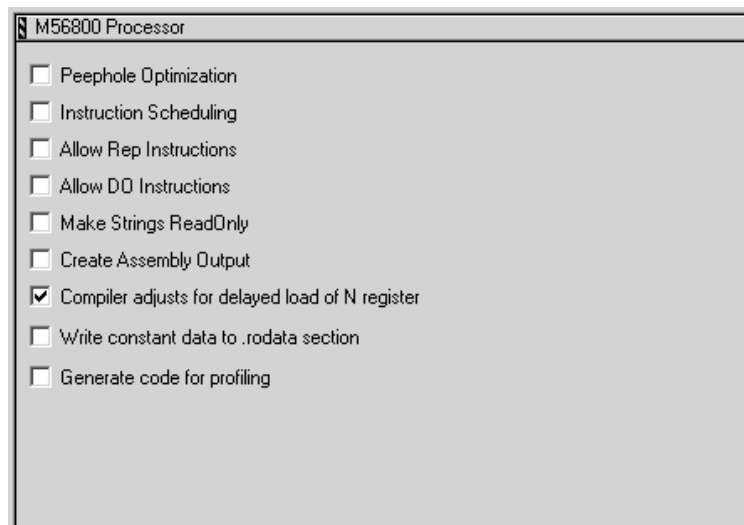 M56800 Processor
Peephole Optimization
Instruction Scheduling
Allow Rep Instructions
Allow DO Instructions
Make Strings ReadOnly
Create Assembly Output
Compiler adjusts for delayed load of N register
Write constant data to .rodata section
Generate code for profiling